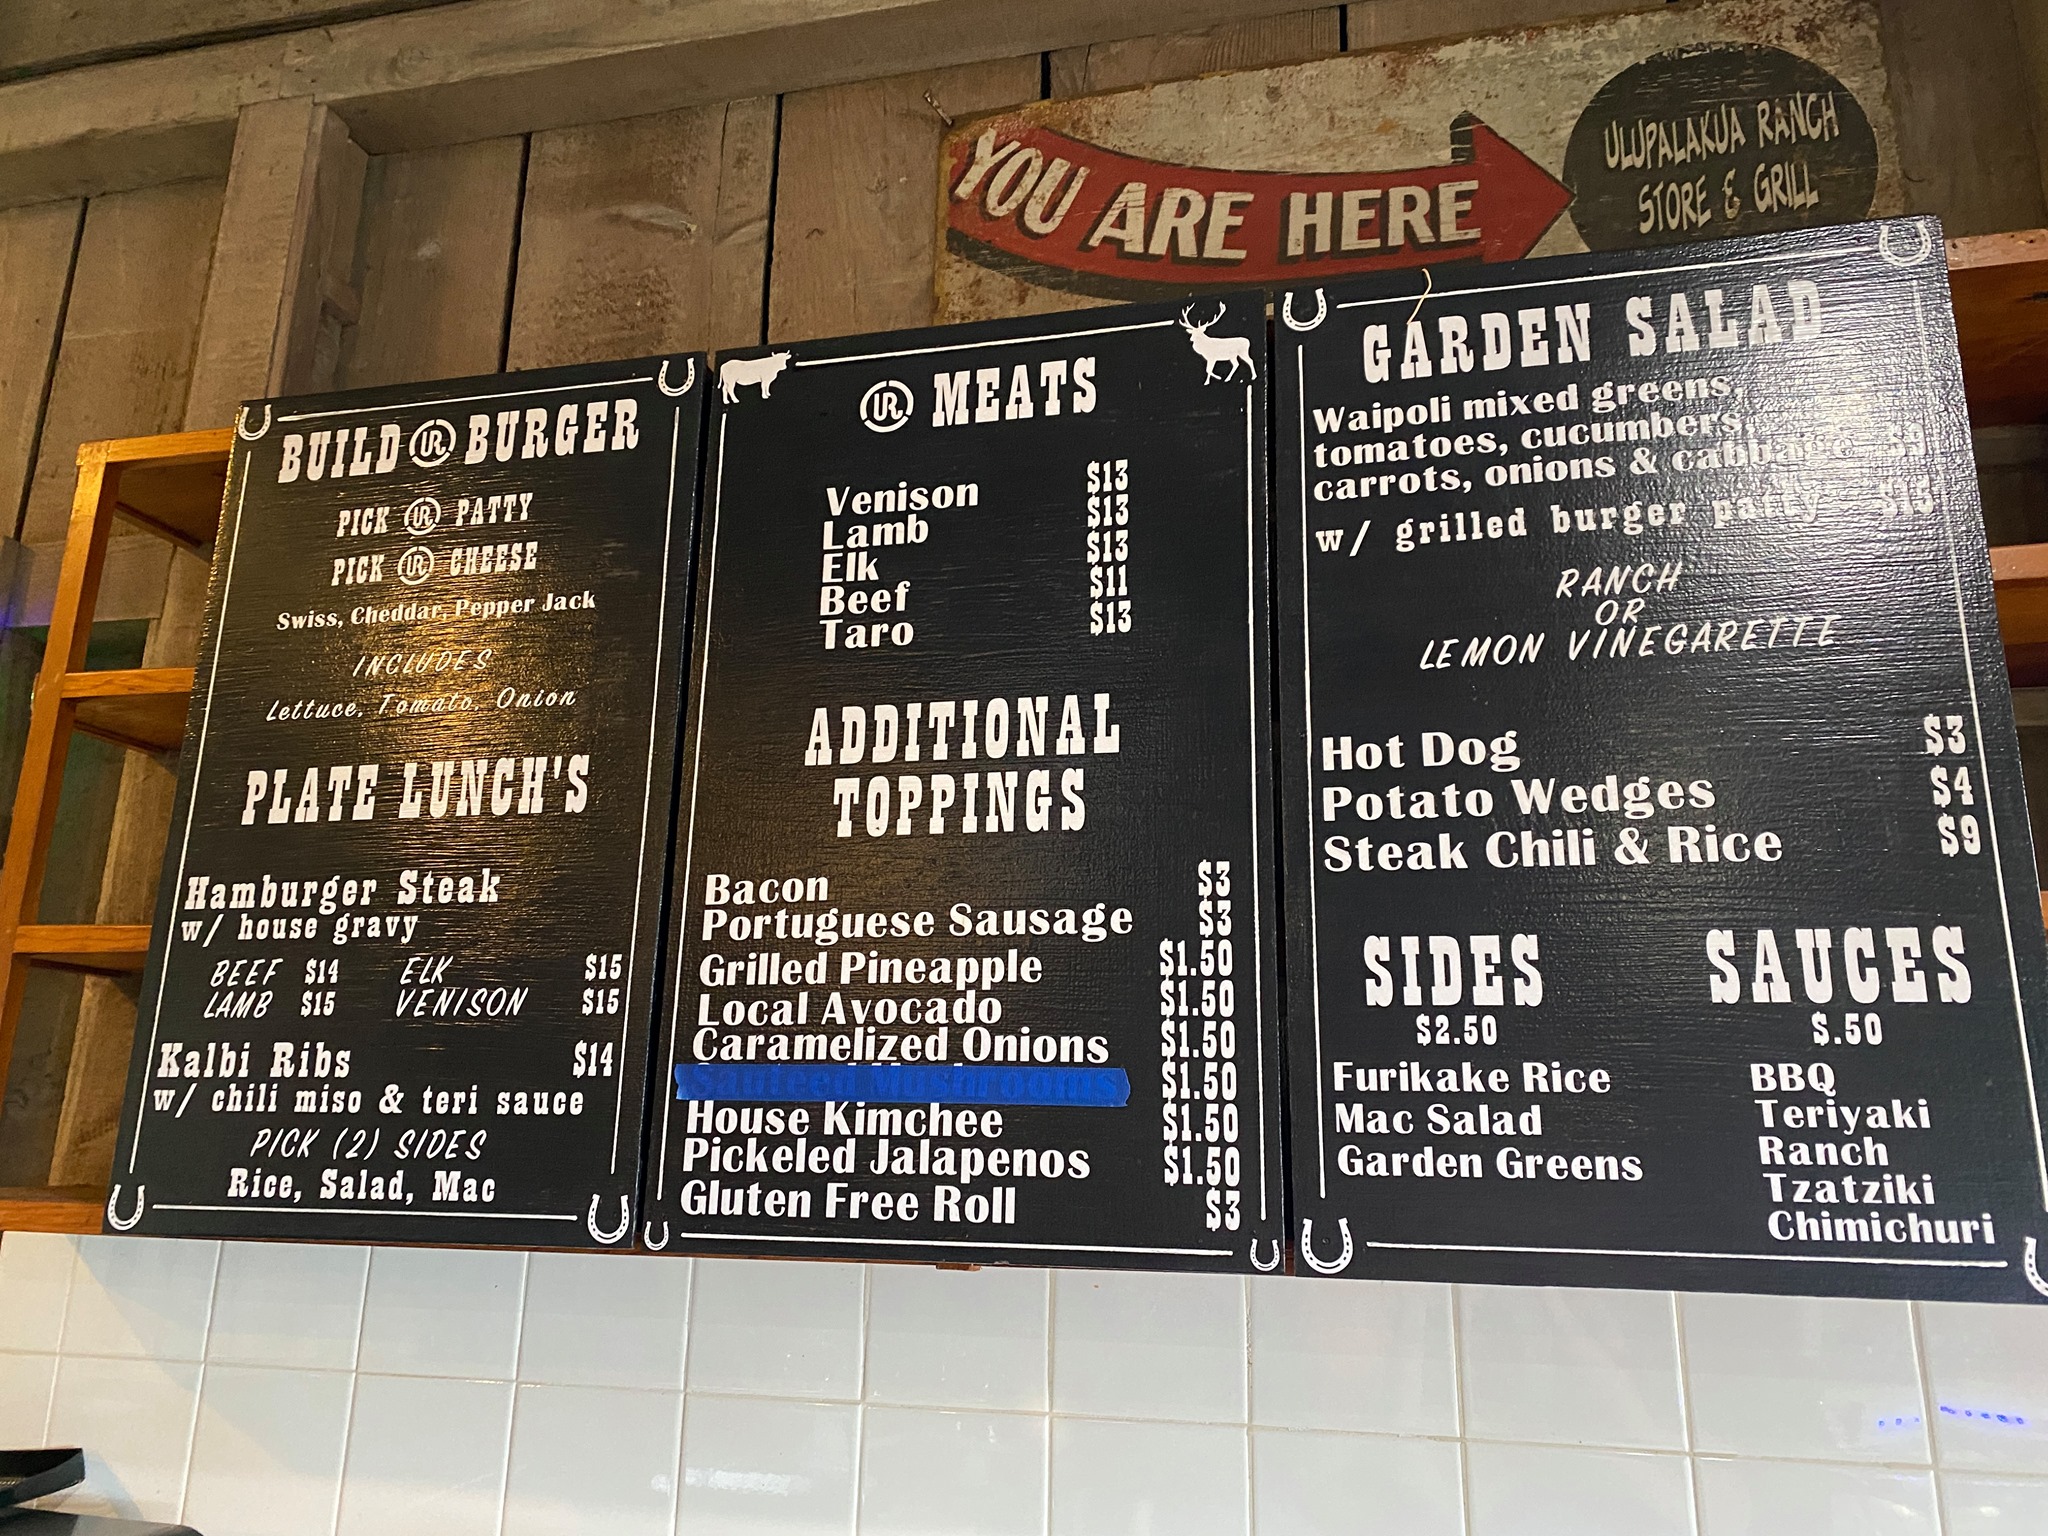 YOU ARE HERE
ULUPALAKUA RANCH
STORE & GRILL
BUILD UR BURGER
PICK UR PATTY
PICK UR CHEESE
Swiss, Cheddar, Pepper Jack
INCLUDES
Lettuce, Tomato, Onion
PLATE LUNCH'S
Hamburger Steak
w/ house gravy
BEEF $14 ELK $15
LAMB $15 VENISON $15
Kalbi Ribs $14
w/ chili miso & teri sauce
PICK (2) SIDES
Rice, Salad, Mac
UR MEATS
Venison $13
Lamb $13
Elk $13
Beef $11
Taro $13
ADDITIONAL
TOPPINGS
Bacon $3
Portuguese Sausage $3
Grilled Pineapple $1.50
Local Avocado $1.50
Caramelized Onions $1.50
Sauteed Mushrooms $1.50
House Kimchee $1.50
Pickeled Jalapenos $1.50
Gluten Free Roll $3
GARDEN SALAD
Waipoli mixed greens,
tomatoes, cucumbers,
carrots, onions & cabbage $9
w/ grilled burger patty $15
RANCH
OR
LEMON VINEGARETTE
Hot Dog $3
Potato Wedges $4
Steak Chili & Rice $9
SIDES
$2.50
Furikake Rice
Mac Salad
Garden Greens
SAUCES
$.50
BBQ
Teriyaki
Ranch
Tzatziki
Chimichuri